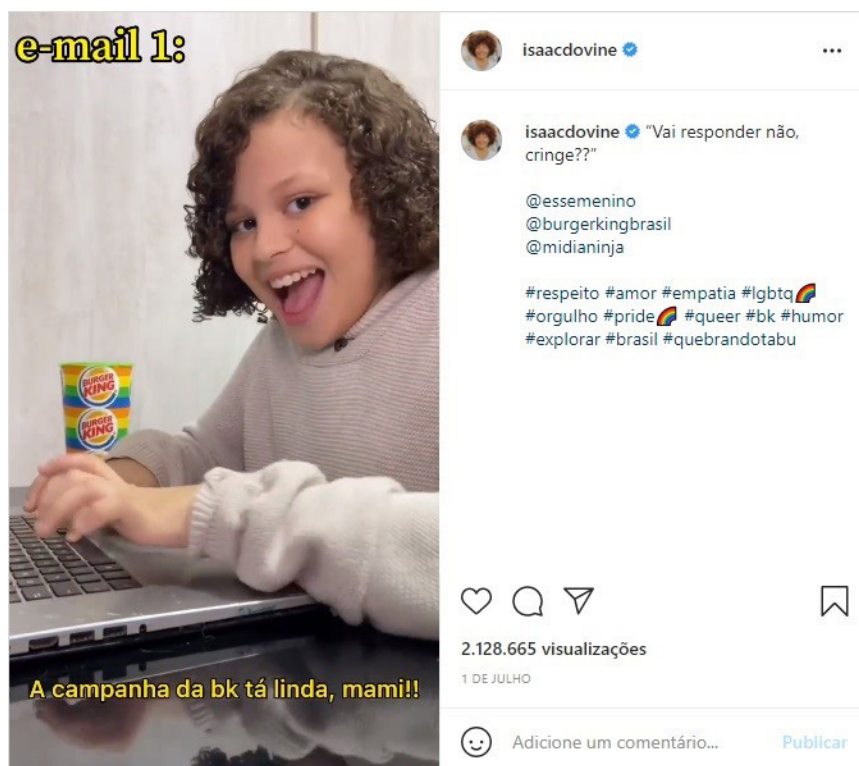 e-mail 1:
BURGER
KING
BURGER
KING
A campanha da bk tá linda, mami!!
isaacdovine
isaacdovine "Vai responder não,
cringe??"
@essemenino
@burgerkingbrasil
@midianinja
#respeito #amor #empatia #lgbtq🌈
#orgulho #pride🌈 #queer #bk #humor
#explorar #brasil #quebrandotabu
2.128.665 visualizações
1 DE JULHO
Adicione um comentário... Publicar